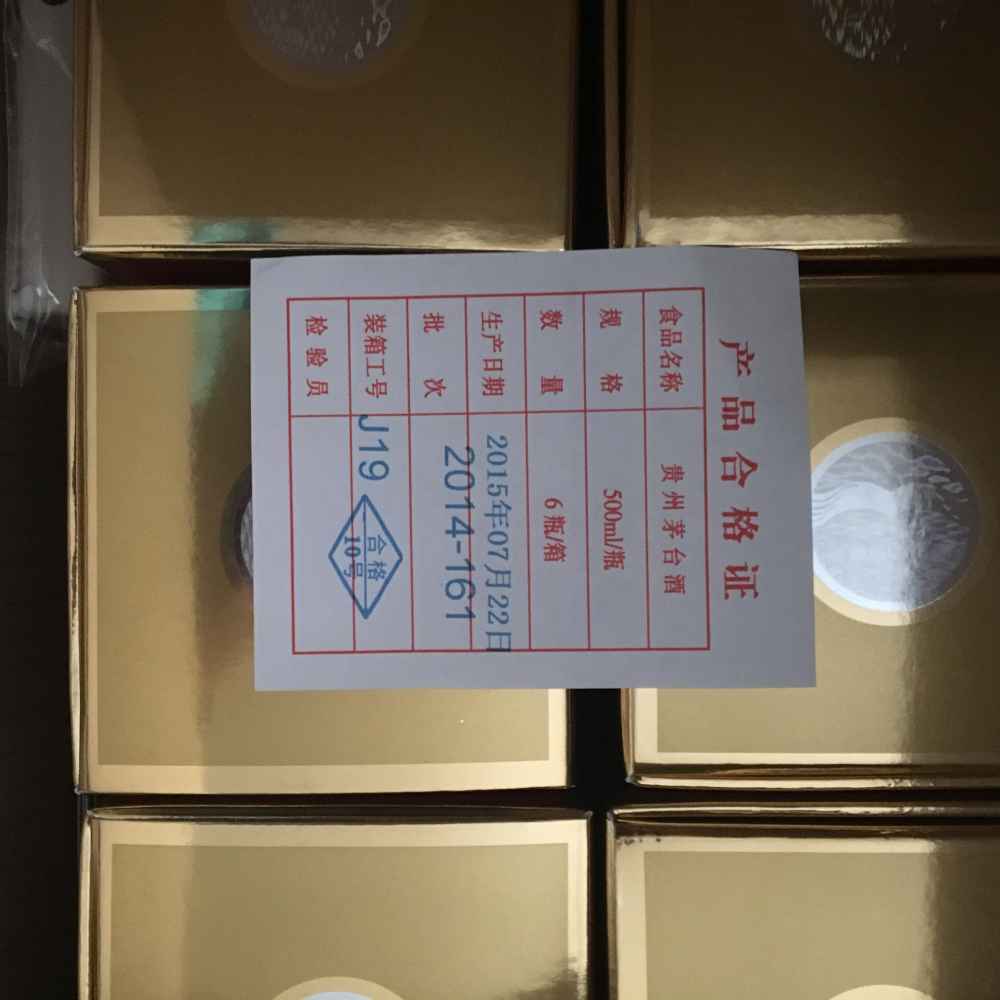 产品合格证
食品名称 贵州茅台酒
规格 500ml/瓶
数量 6瓶/箱
生产日期 2015年07月22日
批次 2014-161
装箱工号 J19
检验员
合格
10号